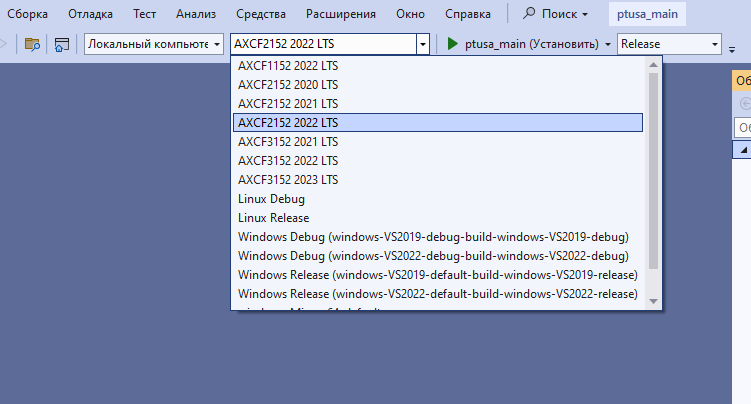 Сборка Отладка Тест Анализ Средства Расширения Окно Справка Поиск ptusa_main
Локальный компьюте AXCF2152 2022 LTS ptusa_main (Установить) Release
AXCF1152 2022 LTS
AXCF2152 2020 LTS
AXCF2152 2021 LTS
AXCF2152 2022 LTS
AXCF3152 2021 LTS
AXCF3152 2022 LTS
AXCF3152 2023 LTS
Linux Debug
Linux Release
Windows Debug (windows-VS2019-debug-build-windows-VS2019-debug)
Windows Debug (windows-VS2022-debug-build-windows-VS2022-debug)
Windows Release (windows-VS2019-default-build-windows-VS2019-release)
Windows Release (windows-VS2022-default-build-windows-VS2022-release)
Об
Об